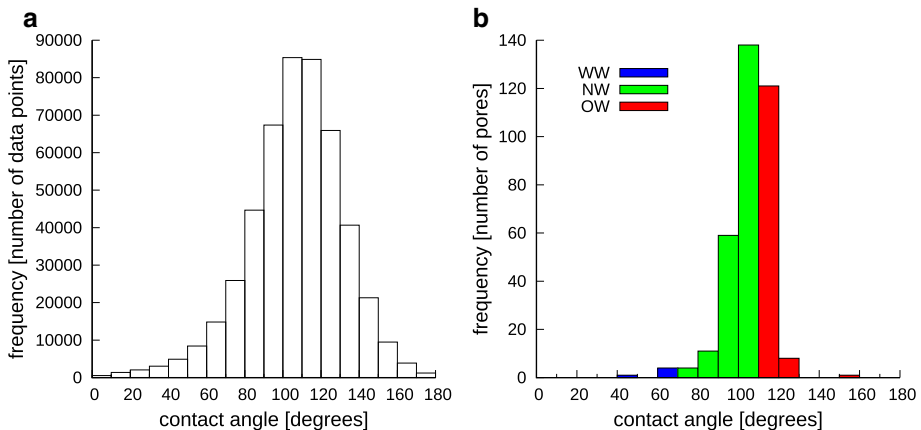 a
90000
80000
70000
60000
50000
40000
30000
20000
10000
0
0 20 40 60 80 100 120 140 160 180
frequency [number of data points]
contact angle [degrees]
b
140
120
100
80
60
40
20
0
0 20 40 60 80 100 120 140 160 180
frequency [number of pores]
contact angle [degrees]
WW
NW
OW